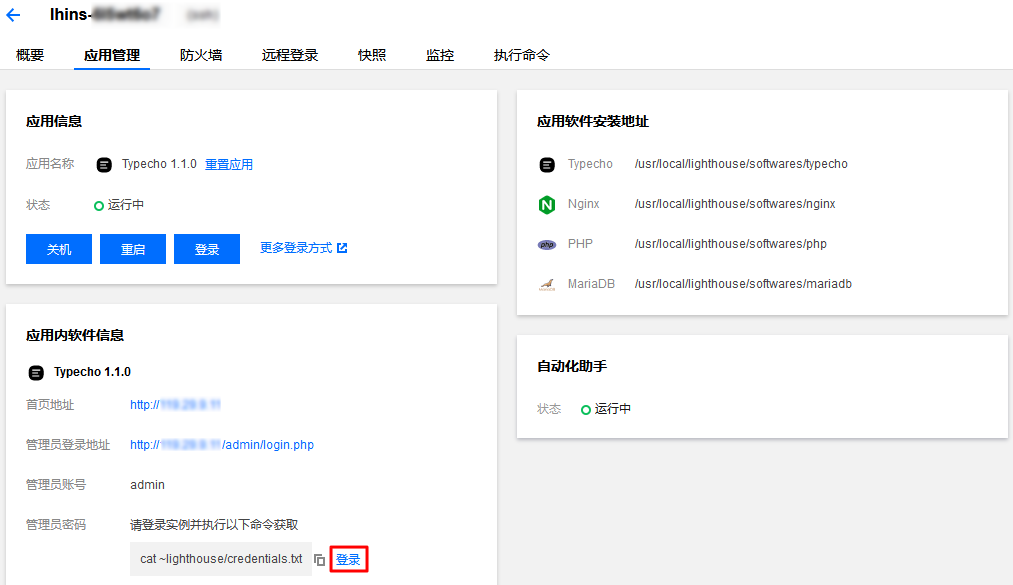 lhins-
概要 应用管理 防火墙 远程登录 快照 监控 执行命令
应用信息
应用名称 Typecho 1.1.0 重置应用
状态 运行中
关机 重启 登录 更多登录方式
应用内软件信息
Typecho 1.1.0
首页地址 http://
管理员登录地址 http:// /admin/login.php
管理员账号 admin
管理员密码 请登录实例并执行以下命令获取
cat ~lighthouse/credentials.txt 登录
应用软件安装地址
Typecho /usr/local/lighthouse/softwares/typecho
Nginx /usr/local/lighthouse/softwares/nginx
php PHP /usr/local/lighthouse/softwares/php
MariaDB /usr/local/lighthouse/softwares/mariadb
自动化助手
状态 运行中